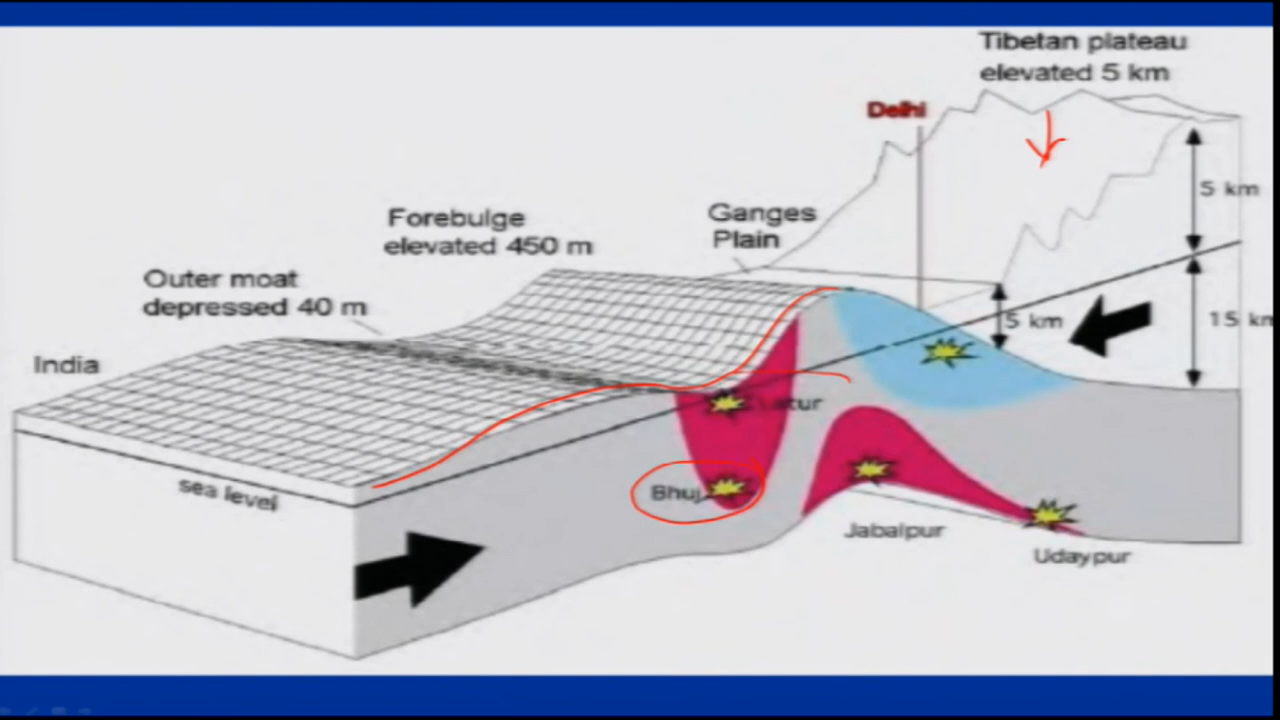 Tibetan plateau
elevated 5 km
Delhi
5 km
Ganges
Plain
Forebulge
elevated 450 m
Outer moat
depressed 40 m
5 km
15 km
India
sea level
Bhuj
Jabalpur
Udaypur